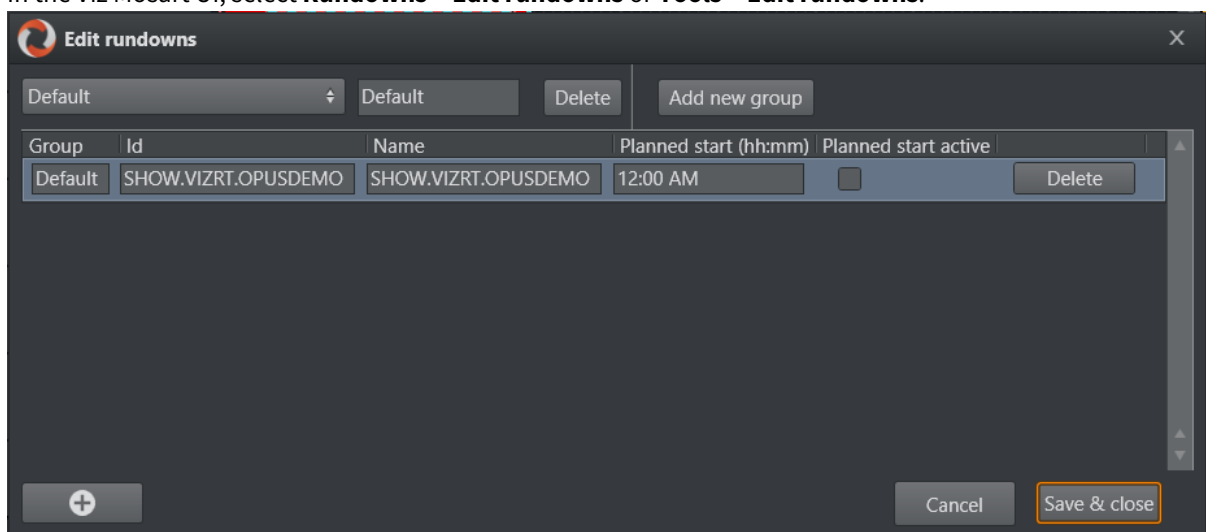 Edit rundowns
Default Default Delete Add new group
Group Id Name Planned start (hh:mm) Planned start active
Default SHOW.VIZRT.OPUSDEMO SHOW.VIZRT.OPUSDEMO 12:00 AM Delete
Cancel Save & close